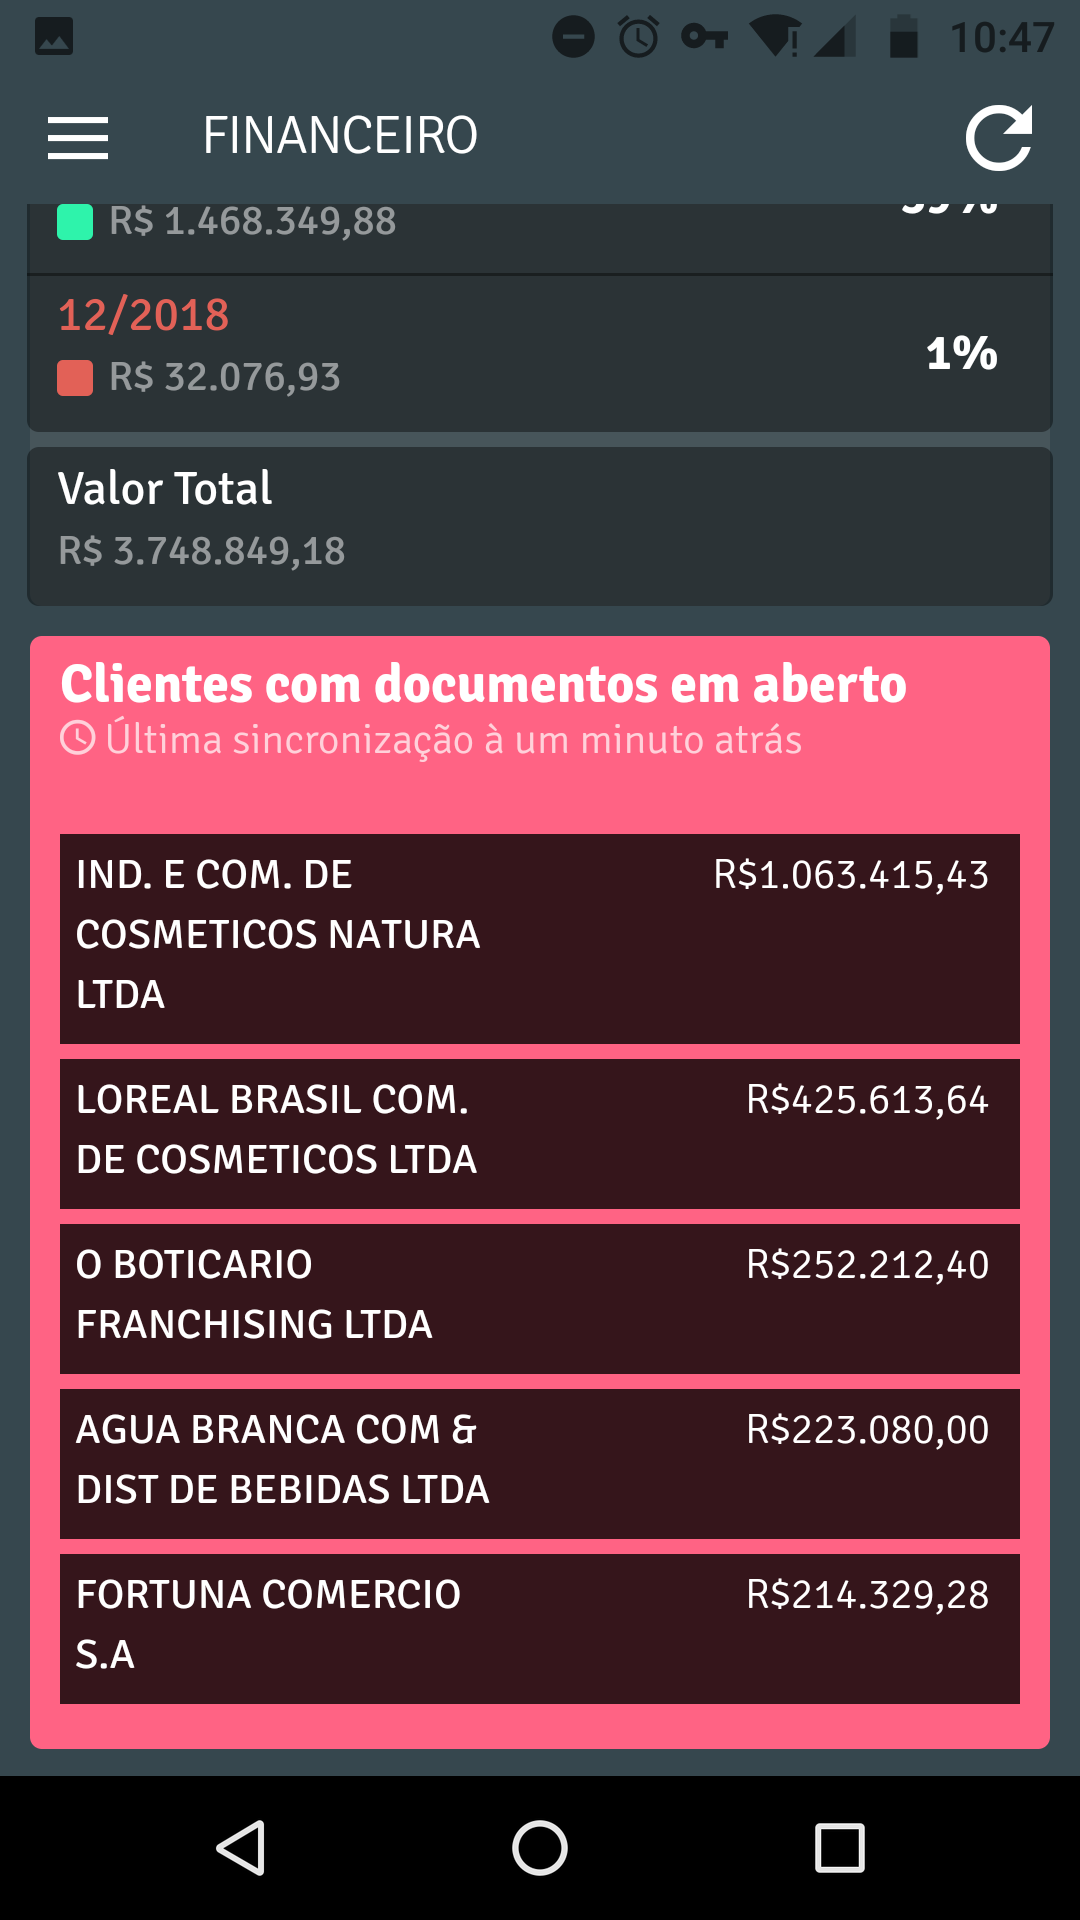 10:47
FINANCEIRO
R$ 1.468.349,88
12/2018
R$ 32.076,93
1%
Valor Total
R$ 3.748.849,18
Clientes com documentos em aberto
Última sincronização à um minuto atrás
IND. E COM. DE R$1.063.415,43
COSMETICOS NATURA
LTDA
LOREAL BRASIL COM. R$425.613,64
DE COSMETICOS LTDA
O BOTICARIO R$252.212,40
FRANCHISING LTDA
AGUA BRANCA COM & R$223.080,00
DIST DE BEBIDAS LTDA
FORTUNA COMERCIO R$214.329,28
S.A